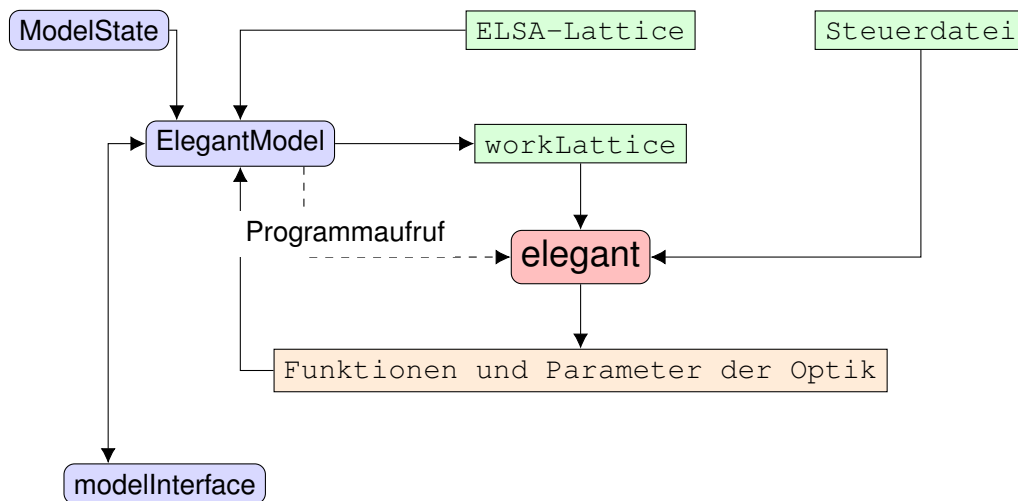 ModelState
ELSA-Lattice
Steuerdatei
ElegantModel
workLattice
Programmaufruf
elegant
Funktionen und Parameter der Optik
modelInterface